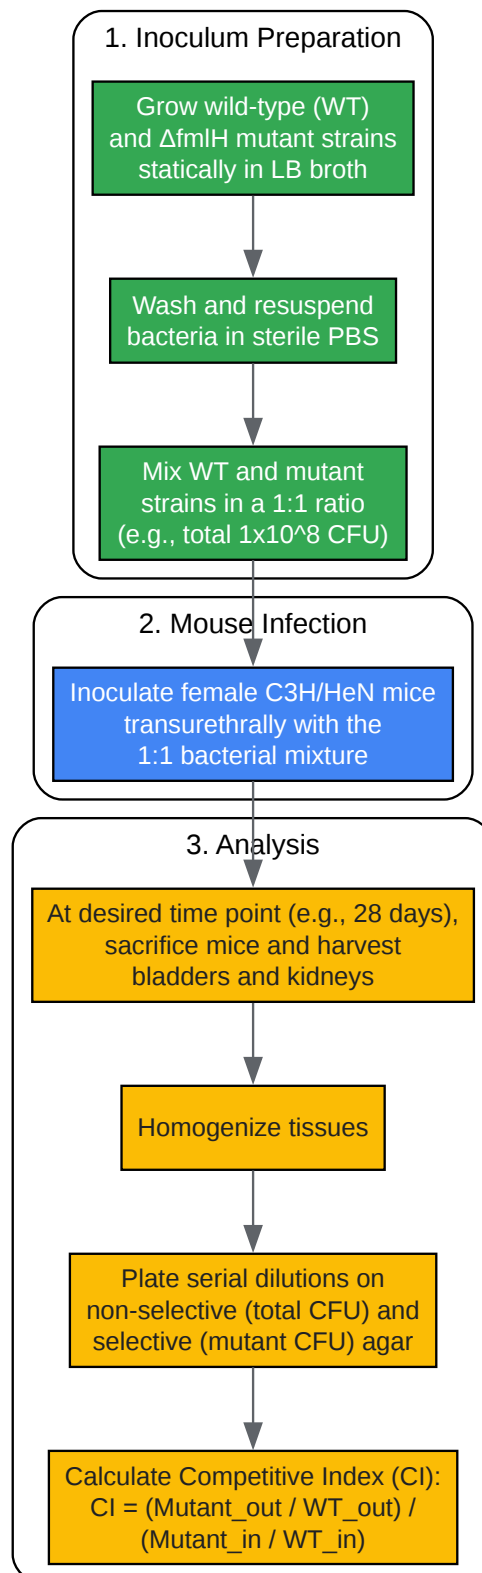 1. Inoculum Preparation
Grow wild-type (WT)
and ΔfmlH mutant strains
statically in LB broth
Wash and resuspend
bacteria in sterile PBS
Mix WT and mutant
strains in a 1:1 ratio
(e.g., total 1x10^8 CFU)
2. Mouse Infection
Inoculate female C3H/HeN mice
transurethrally with the
1:1 bacterial mixture
3. Analysis
At desired time point (e.g., 28 days),
sacrifice mice and harvest
bladders and kidneys
Homogenize tissues
Plate serial dilutions on
non-selective (total CFU) and
selective (mutant CFU) agar
Calculate Competitive Index (CI):
CI = (Mutant_out / WT_out) /
(Mutant_in / WT_in)